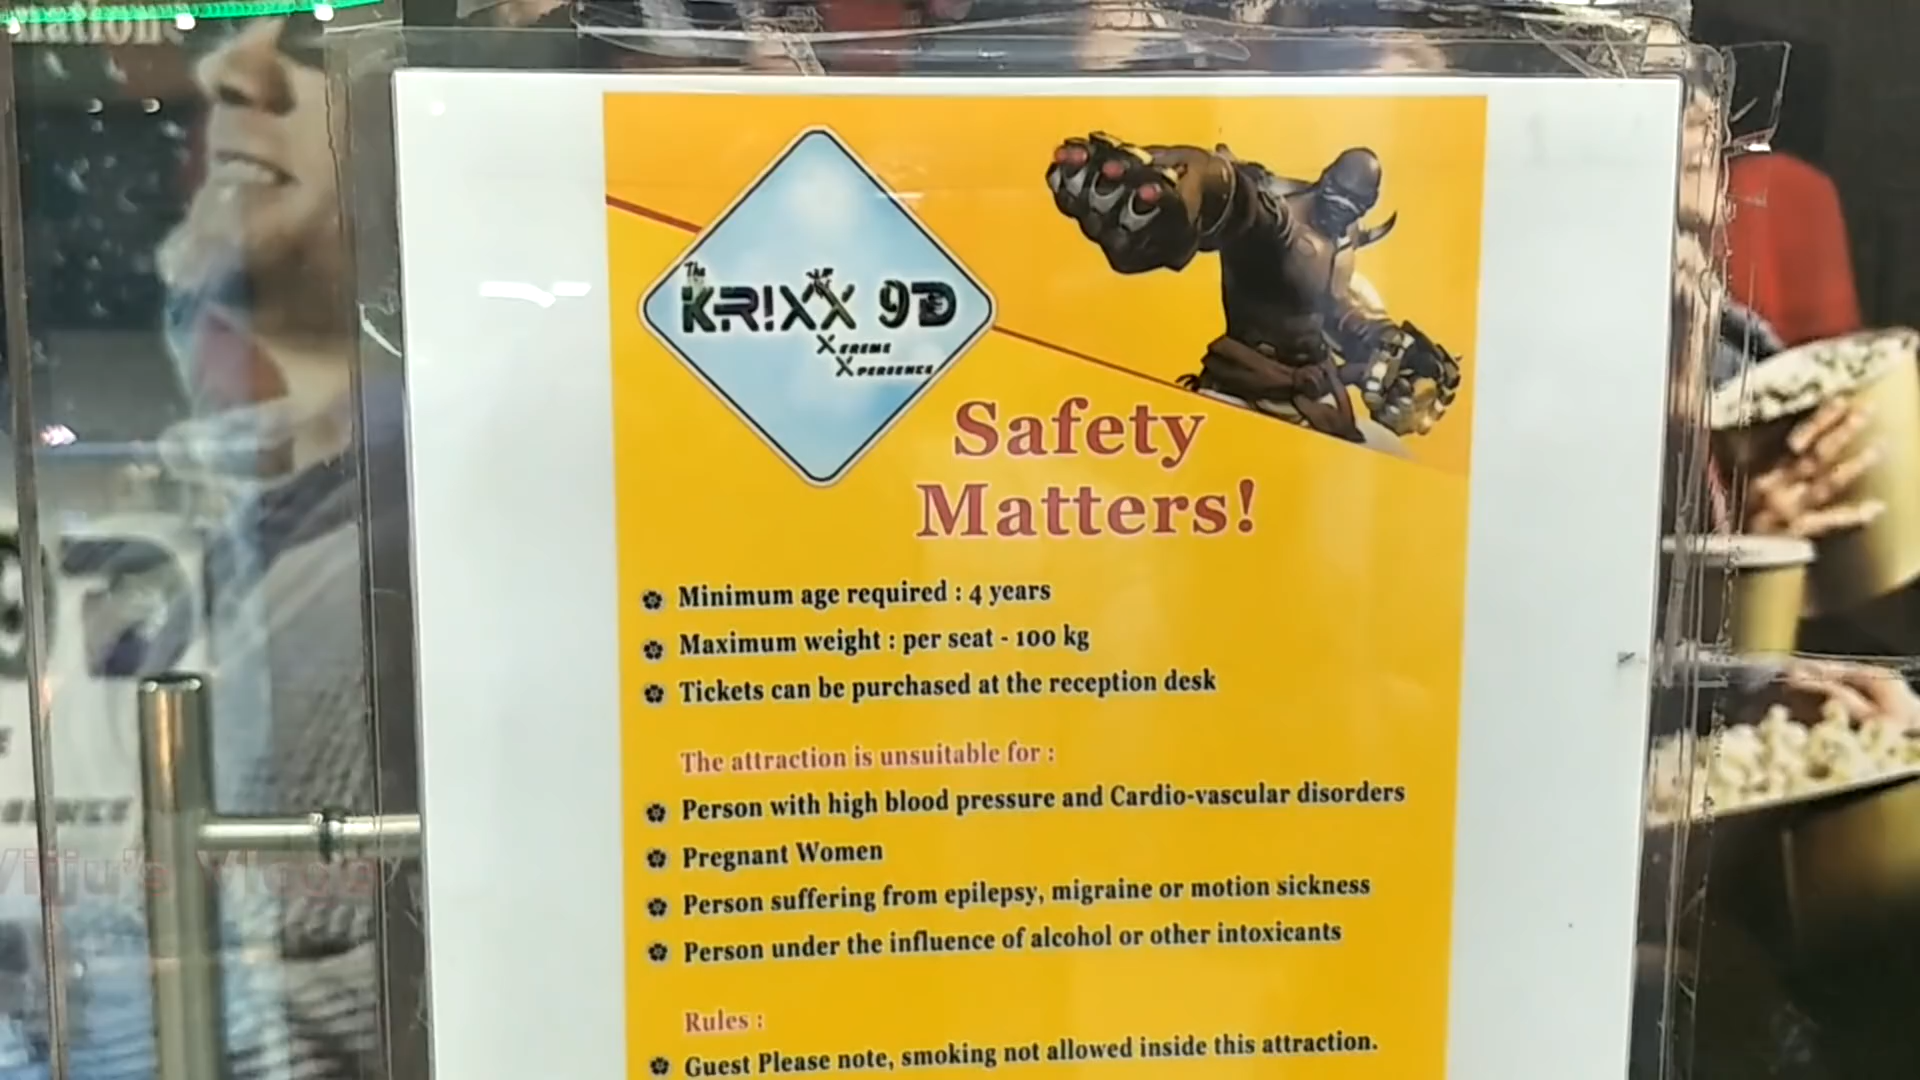 The
KR!XX 9D
XTREME
XPERIENCE
Safety
Matters!
Minimum age required : 4 years
Maximum weight : per seat - 100 kg
Tickets can be purchased at the reception desk
The attraction is unsuitable for :
Person with high blood pressure and Cardio-vascular disorders
Pregnant Women
Person suffering from epilepsy, migraine or motion sickness
Person under the influence of alcohol or other intoxicants
Rules :
Guest Please note, smoking not allowed inside this attraction.
Vijju's Vlogs